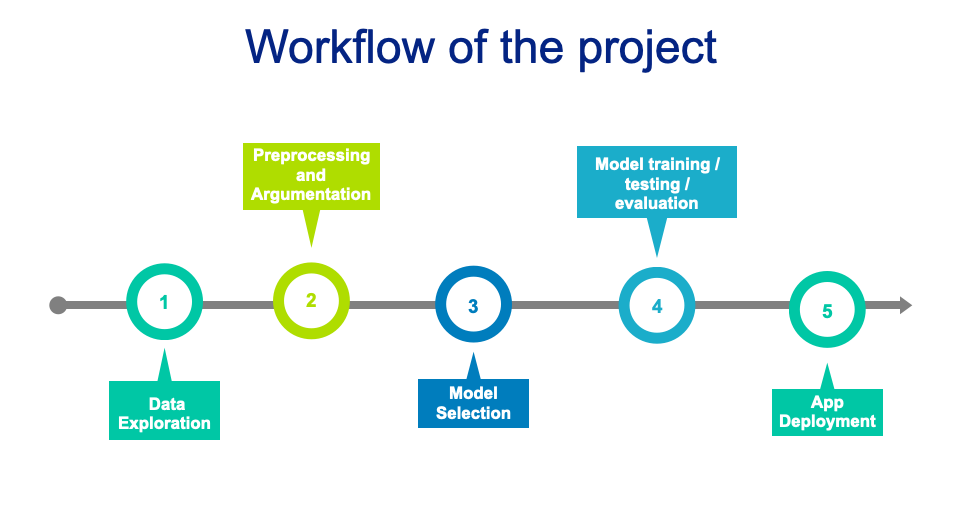 Workflow of the project
Preprocessing
and
Argumentation
Model training /
testing /
evaluation
1
2
3
4
5
Data
Exploration
Model
Selection
App
Deployment